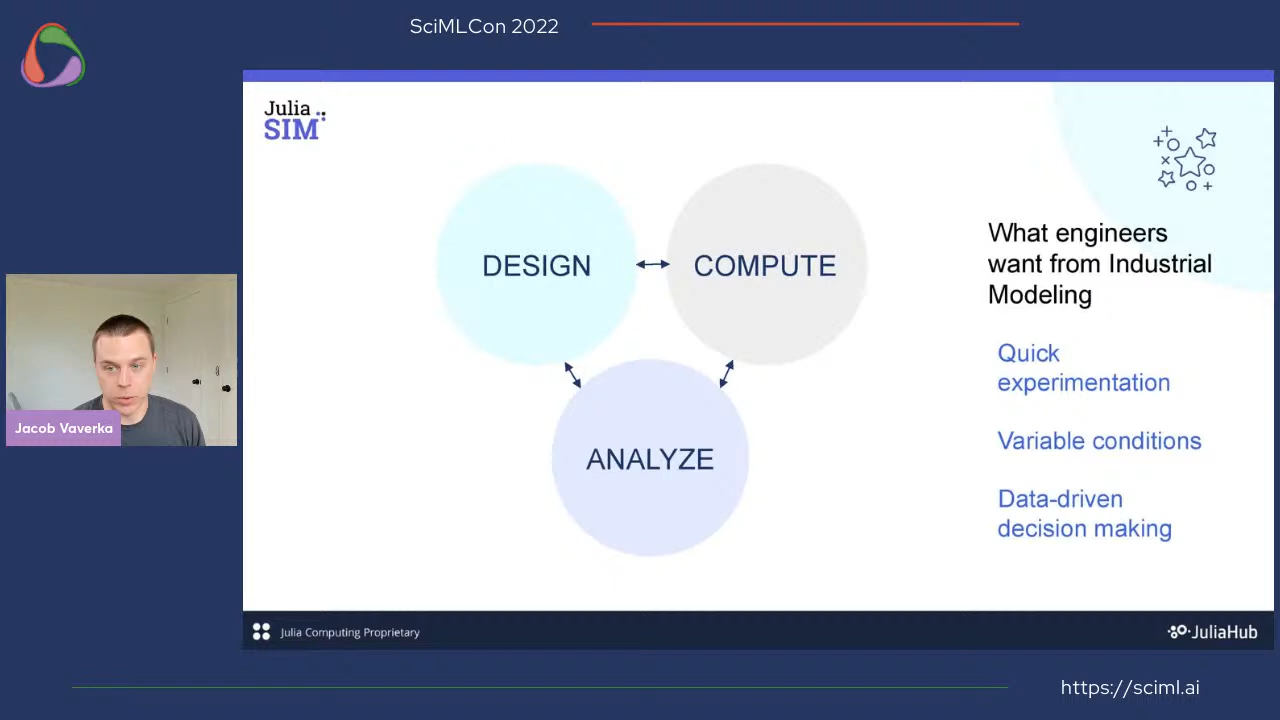 SciMLCon 2022
Julia
SIM
DESIGN
COMPUTE
ANALYZE
What engineers
want from Industrial
Modeling
Quick
experimentation
Variable conditions
Data-driven
decision making
Jacob Vaverka
Julia Computing Proprietary
JuliaHub
https://sciml.ai